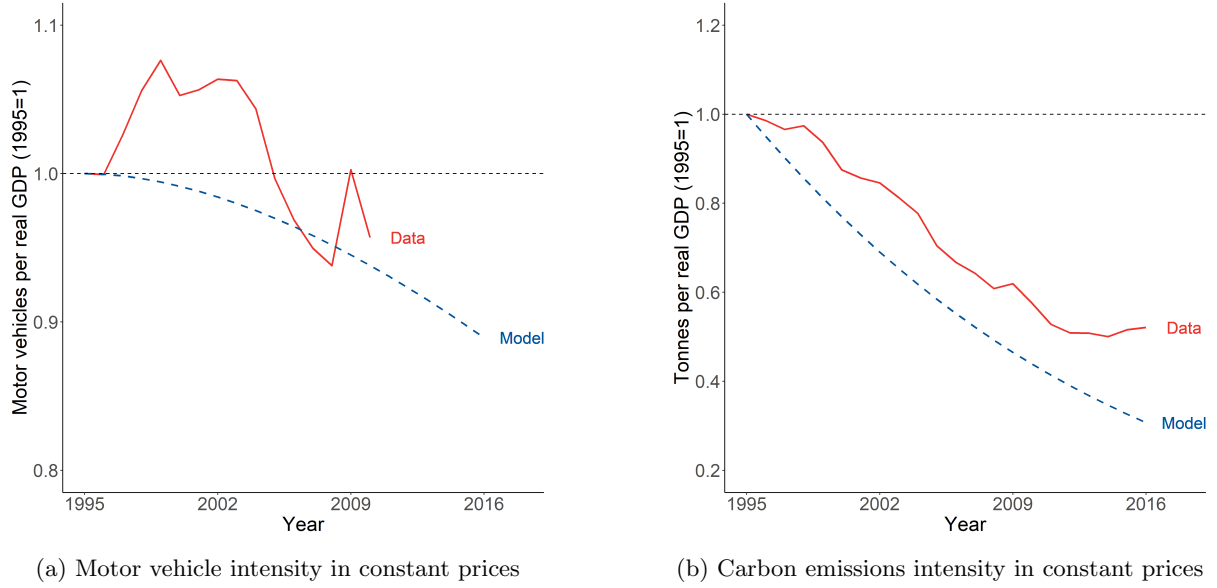 Motor vehicles per real GDP (1995=1)
1.1
1.0
0.9
0.8
Data
Model
1995
2002
2009
2016
Year
(a) Motor vehicle intensity in constant prices
Tonnes per real GDP (1995=1)
1.2
1.0
0.8
0.6
0.4
0.2
Data
Model
1995
2002
2009
2016
Year
(b) Carbon emissions intensity in constant prices